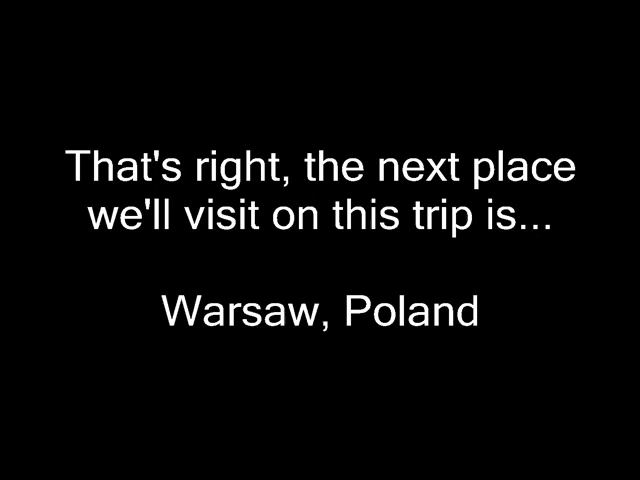 That's right, the next place
we'll visit on this trip is...
Warsaw, Poland